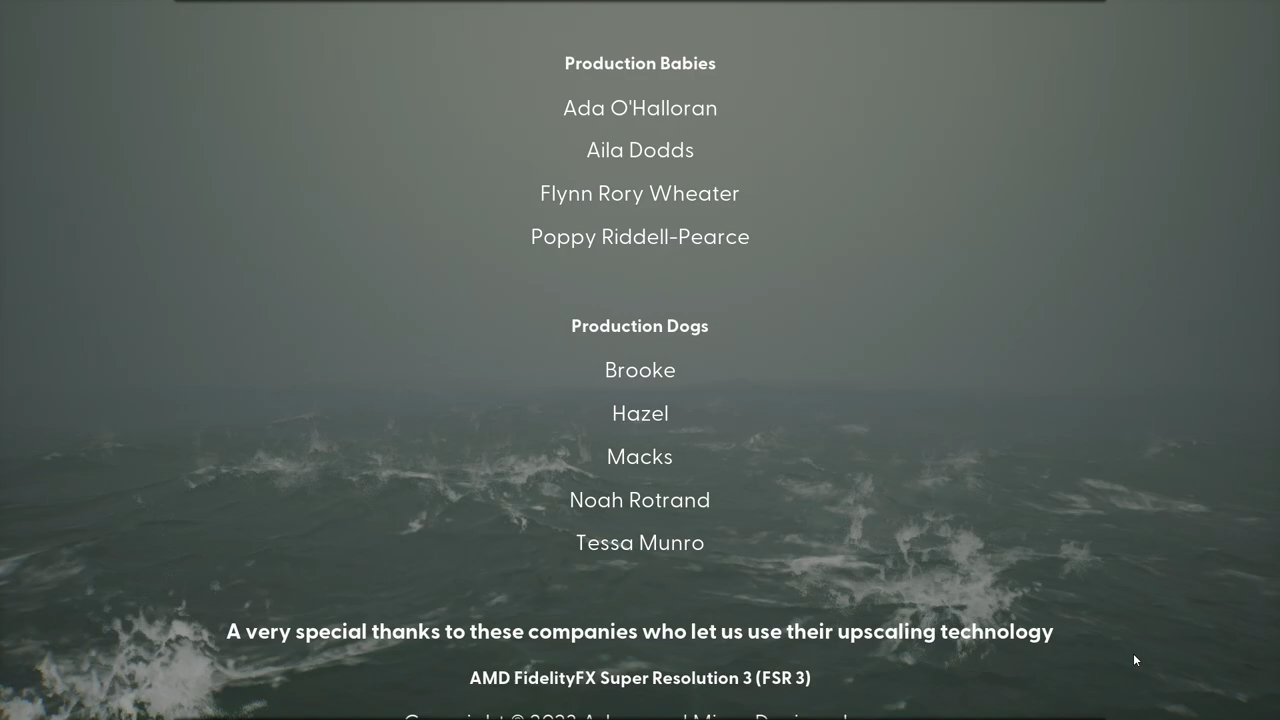 Production Babies
Ada O'Halloran
Aila Dodds
Flynn Rory Wheater
Poppy Riddell-Pearce
Production Dogs
Brooke
Hazel
Macks
Noah Rotrand
Tessa Munro
A very special thanks to these companies who let us use their upscaling technology
AMD FidelityFX Super Resolution 3 (FSR 3)